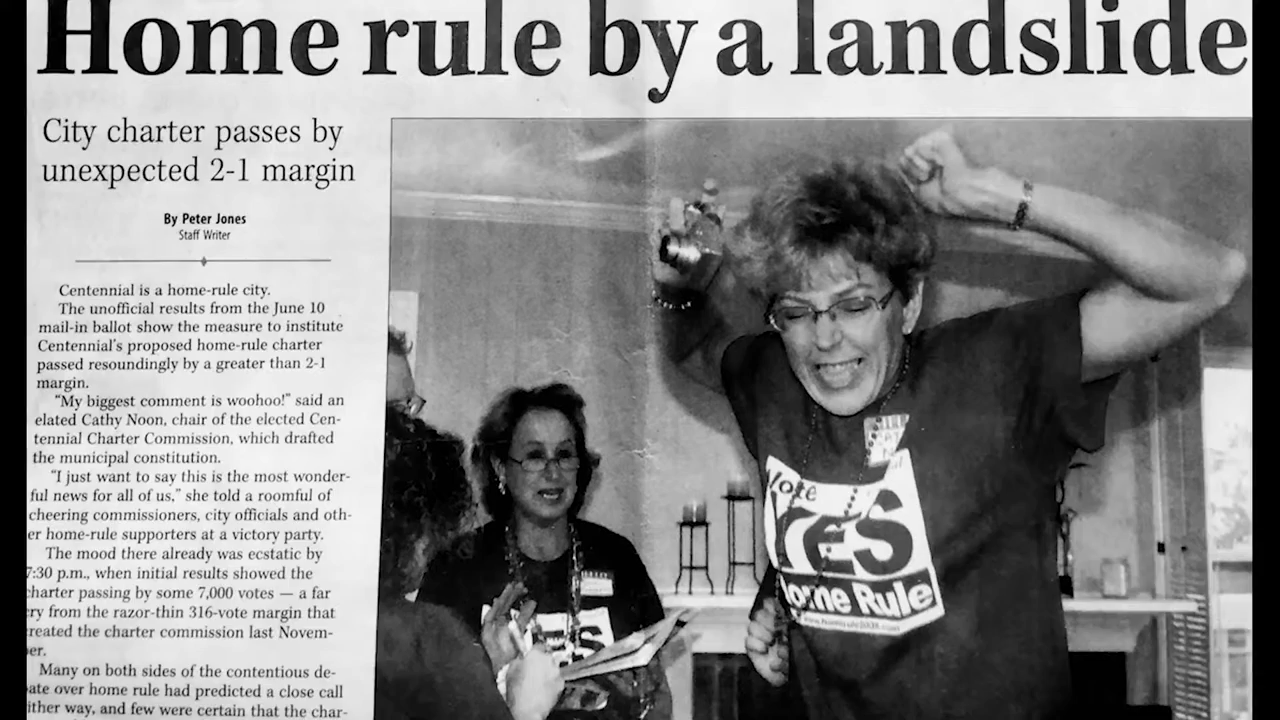 Home rule by a landslide
City charter passes by
unexpected 2-1 margin
By Peter Jones
Staff Writer
Centennial is a home-rule city.
The unofficial results from the June 10
mail-in ballot show the measure to institute
Centennial's proposed home-rule charter
passed resoundingly by a greater than 2-1
margin.
"My biggest comment is woohoo!" said an
elated Cathy Noon, chair of the elected Cen-
tennial Charter Commission, which drafted
the municipal constitution.
"I just want to say this is the most wonder-
ful news for all of us," she told a roomful of
cheering commissioners, city officials and oth-
er home-rule supporters at a victory party.
The mood there already was ecstatic by
7:30 p.m., when initial results showed the
charter passing by some 7,000 votes — a far
cry from the razor-thin 316-vote margin that
created the charter commission last Novem-
ber.
Many on both sides of the contentious de-
bate over home rule had predicted a close call
either way, and few were certain that the char-
Vote
YES
Home Rule